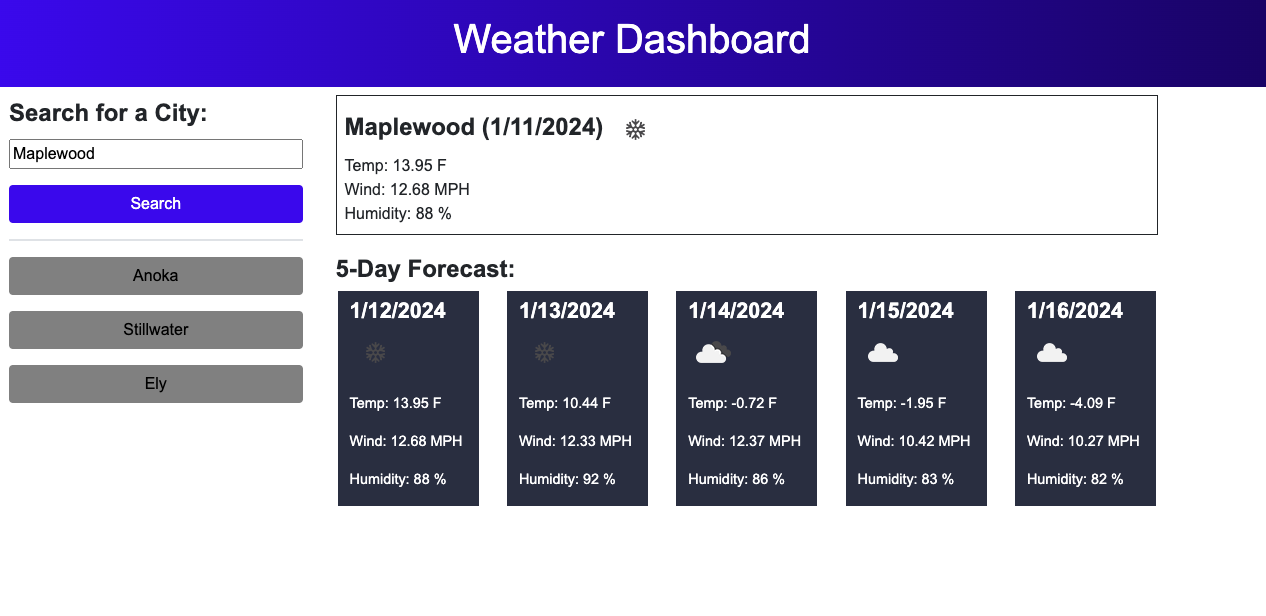 Weather Dashboard
Search for a City:
Maplewood
Search
Anoka
Stillwater
Ely
Maplewood (1/11/2024)
Temp: 13.95 F
Wind: 12.68 MPH
Humidity: 88 %
5-Day Forecast:
1/12/2024
Temp: 13.95 F
Wind: 12.68 MPH
Humidity: 88 %
1/13/2024
Temp: 10.44 F
Wind: 12.33 MPH
Humidity: 92 %
1/14/2024
Temp: -0.72 F
Wind: 12.37 MPH
Humidity: 86 %
1/15/2024
Temp: -1.95 F
Wind: 10.42 MPH
Humidity: 83 %
1/16/2024
Temp: -4.09 F
Wind: 10.27 MPH
Humidity: 82 %